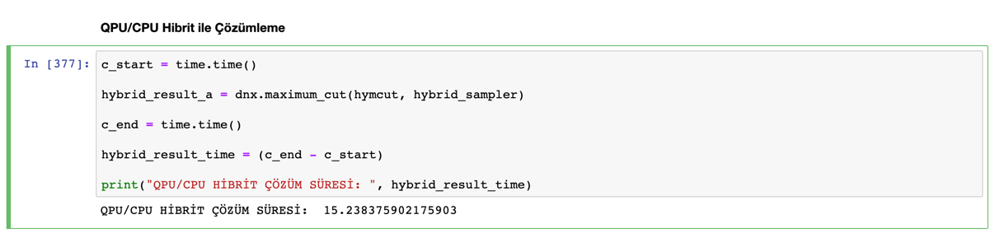 QPU/CPU Hibrit ile Çözümleme
In [377]: c_start = time.time()
hybrid_result_a = dnx.maximum_cut(hymcut, hybrid_sampler)
c_end = time.time()
hybrid_result_time = (c_end - c_start)
print("QPU/CPU HİBRİT ÇÖZÜM SÜRESİ: ", hybrid_result_time)
QPU/CPU HİBRİT ÇÖZÜM SÜRESİ:  15.238375902175903